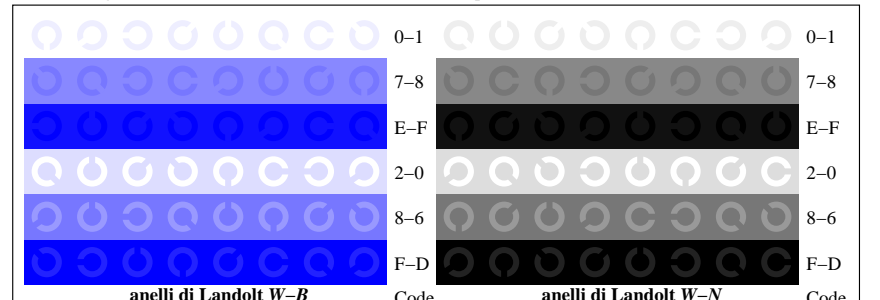 0–1 0–1
7–8 7–8
E–F E–F
2–0 2–0
8–6 8–6
F–D F–D
anelli di Landolt W–B Code anelli di Landolt W–N Code